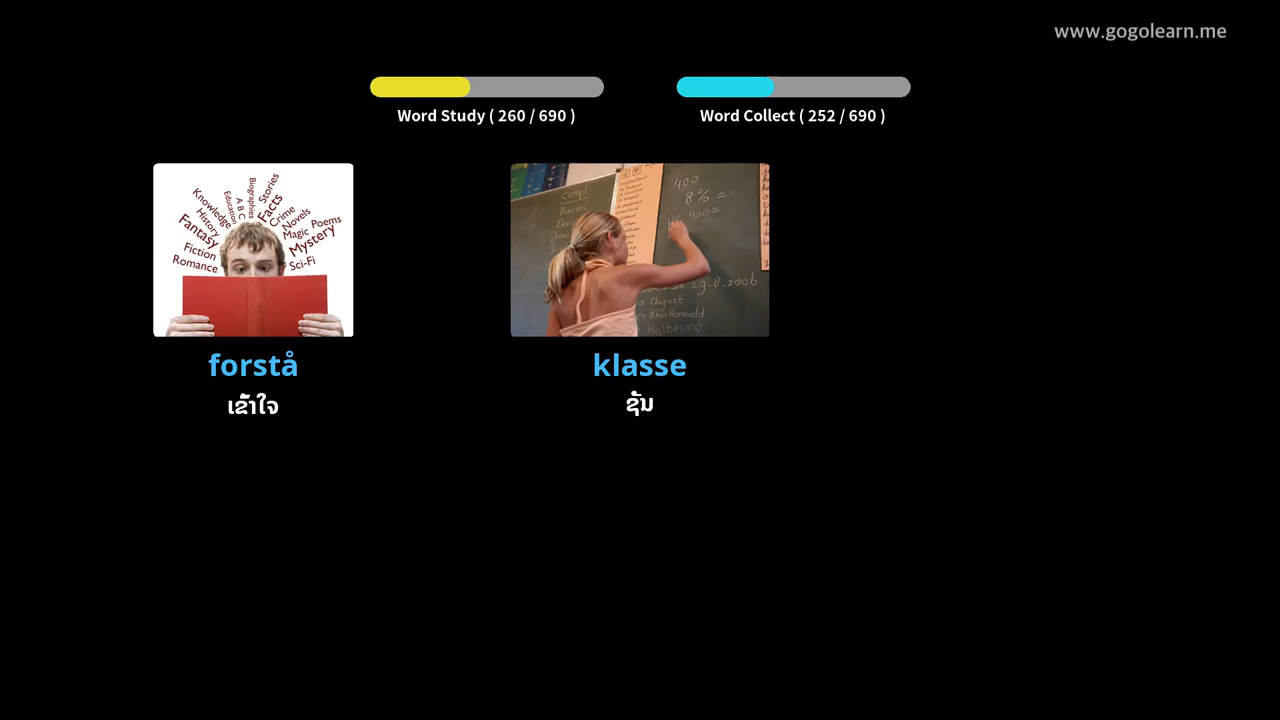 www.gogolearn.me
Word Study ( 260 / 690 )
Word Collect ( 252 / 690 )
Knowledge
History
Fantasy
Fiction
Romance
Education
A B C
Biographies
Stories
Facts
Crime
Novels
Magic
Poems
Mystery
Sci-Fi
400
8% =
400=
29-8-2006
August
forstå
klasse
ເຂົ້າໃຈ
ຊັ້ນ